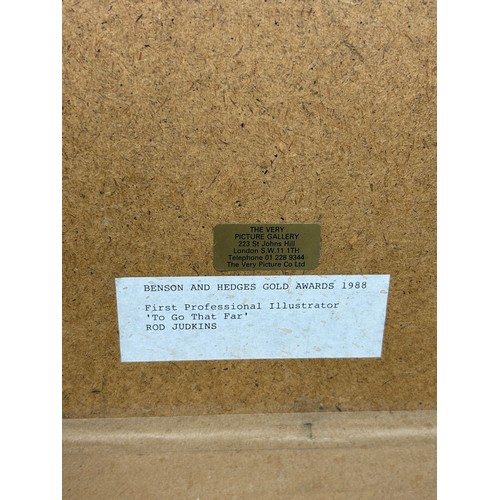 THE VERY
PICTURE GALLERY
223 St Johns Hill
London S.W.11 1TH
Telephone 01 228 9344
The Very Picture Co Ltd
BENSON AND HEDGES GOLD AWARDS 1988
First Professional Illustrator
'To Go That Far'
ROD JUDKINS